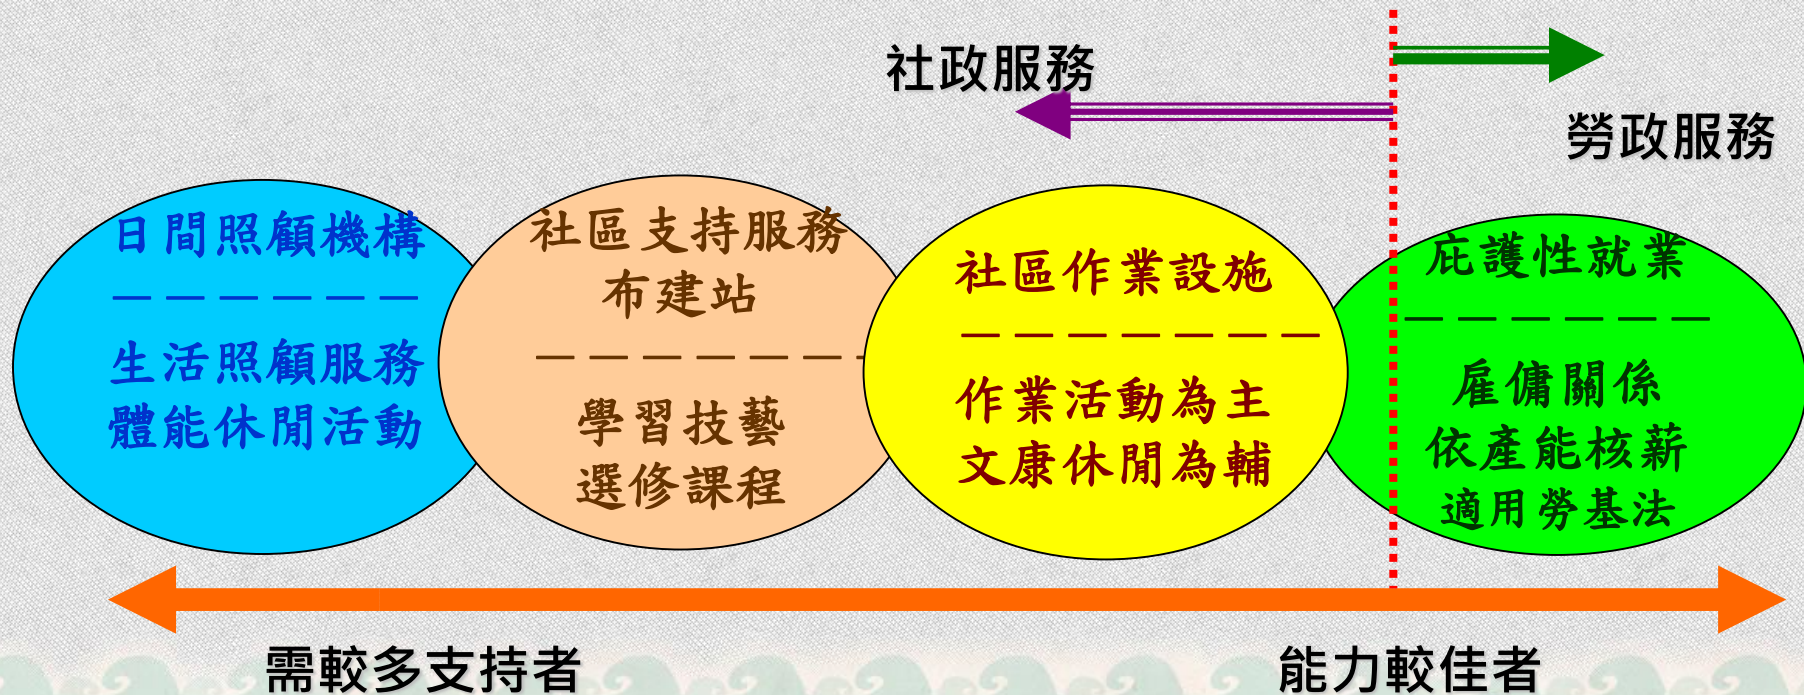 社政服務
勞政服務
日間照顧機構
－－－－－－
生活照顧服務
體能休閒活動
社區支持服務
布建站
－－－－－－－
學習技藝
選修課程
社區作業設施
－－－－－－－
作業活動為主
文康休閒為輔
庇護性就業
－－－－－－
雇傭關係
依產能核薪
適用勞基法
需較多支持者
能力較佳者